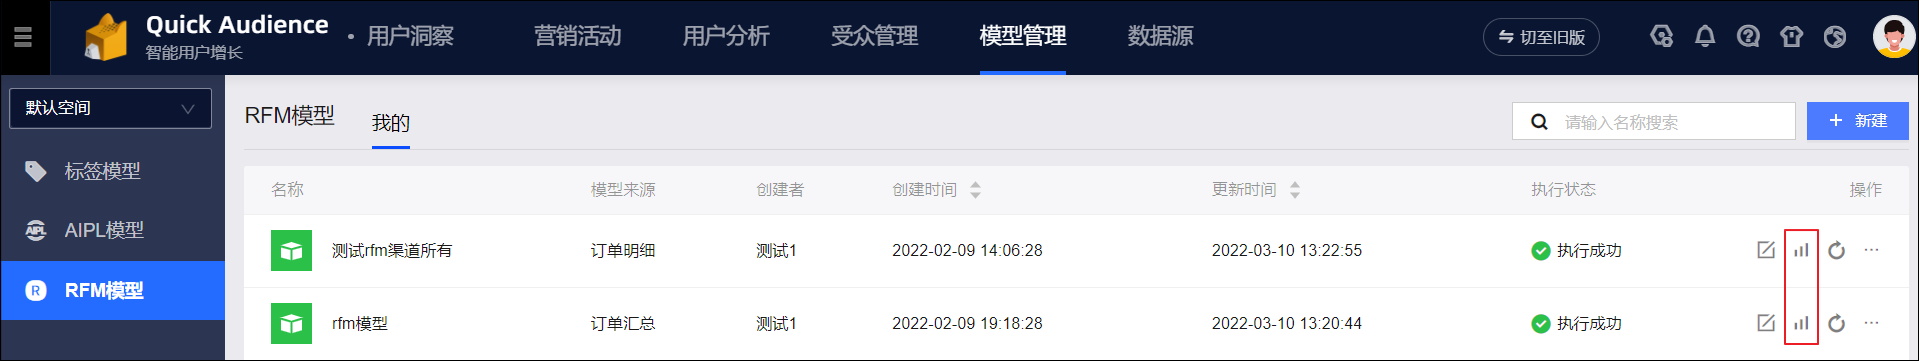 Quick Audience
智能用户增长
· 用户洞察 营销活动 用户分析 受众管理 模型管理 数据源 切至旧版
默认空间
标签模型
AIPL AIPL模型
R RFM模型
RFM模型 我的 请输入名称搜索 + 新建
名称 模型来源 创建者 创建时间 更新时间 执行状态 操作
测试rfm渠道所有 订单明细 测试1 2022-02-09 14:06:28 2022-03-10 13:22:55 执行成功 ···
rfm模型 订单汇总 测试1 2022-02-09 19:18:28 2022-03-10 13:20:44 执行成功 ···